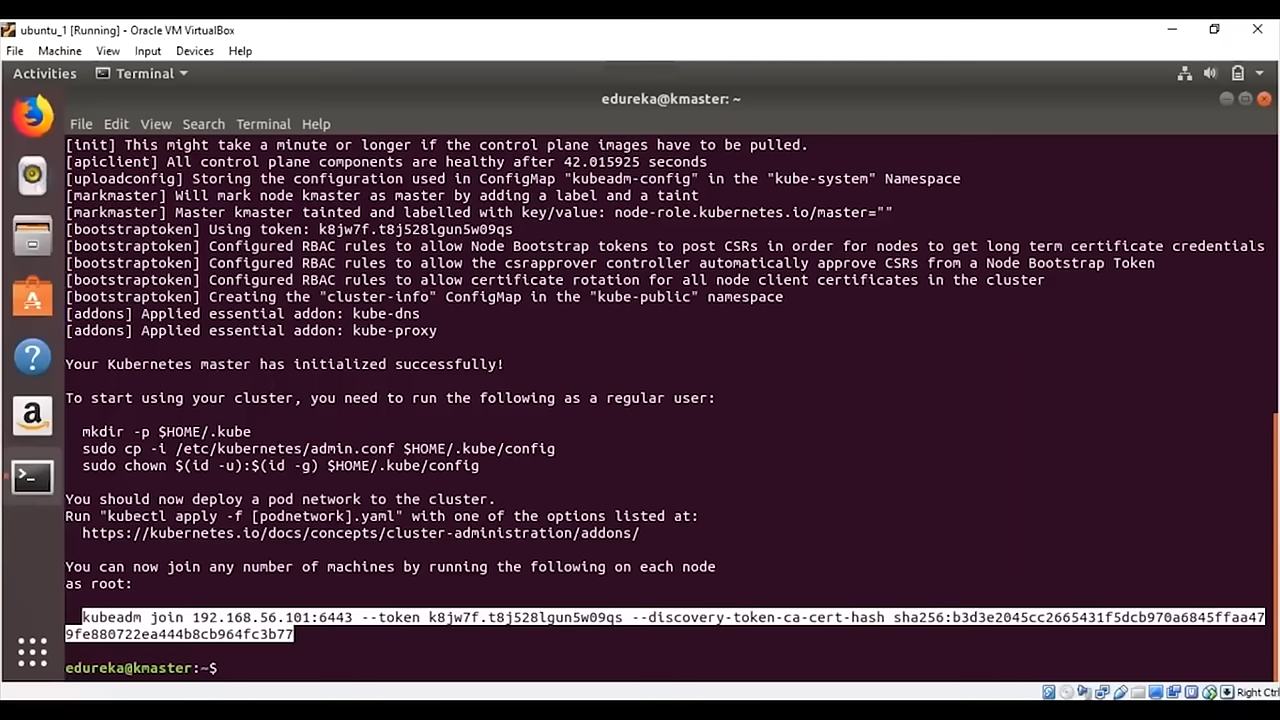 ubuntu_1 [Running] - Oracle VM VirtualBox
File Machine View Input Devices Help
Activities Terminal
edureka@kmaster: ~
File Edit View Search Terminal Help
[init] This might take a minute or longer if the control plane images have to be pulled.
[apiclient] All control plane components are healthy after 42.015925 seconds
[uploadconfig] Storing the configuration used in ConfigMap "kubeadm-config" in the "kube-system" Namespace
[markmaster] Will mark node kmaster as master by adding a label and a taint
[markmaster] Master kmaster tainted and labelled with key/value: node-role.kubernetes.io/master=""
[bootstraptoken] Using token: k8jw7f.t8j528lgun5w09qs
[bootstraptoken] Configured RBAC rules to allow Node Bootstrap tokens to post CSRs in order for nodes to get long term certificate credentials
[bootstraptoken] Configured RBAC rules to allow the csrapprover controller automatically approve CSRs from a Node Bootstrap Token
[bootstraptoken] Configured RBAC rules to allow certificate rotation for all node client certificates in the cluster
[bootstraptoken] Creating the "cluster-info" ConfigMap in the "kube-public" namespace
[addons] Applied essential addon: kube-dns
[addons] Applied essential addon: kube-proxy
Your Kubernetes master has initialized successfully!
To start using your cluster, you need to run the following as a regular user:
mkdir -p $HOME/.kube
sudo cp -i /etc/kubernetes/admin.conf $HOME/.kube/config
sudo chown $(id -u):$(id -g) $HOME/.kube/config
You should now deploy a pod network to the cluster.
Run "kubectl apply -f [podnetwork].yaml" with one of the options listed at:
https://kubernetes.io/docs/concepts/cluster-administration/addons/
You can now join any number of machines by running the following on each node
as root:
kubeadm join 192.168.56.101:6443 --token k8jw7f.t8j528lgun5w09qs --discovery-token-ca-cert-hash sha256:b3d3e2045cc2665431f5dcb970a6845ffaa47
9fe880722ea444b8cb964fc3b77
edureka@kmaster:~$
Right Ctrl